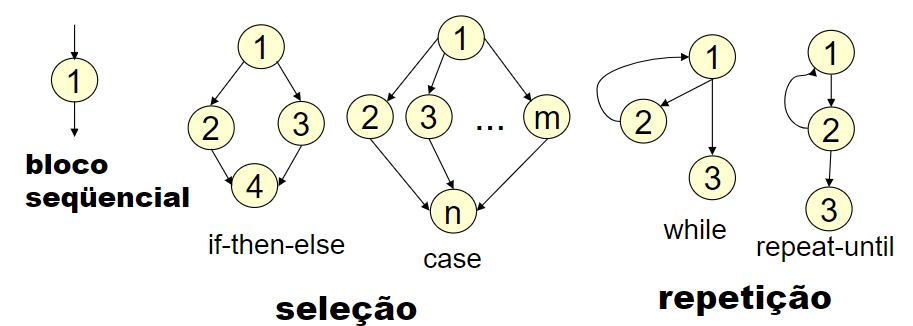 1
bloco
seqüencial
1
2
3
4
if-then-else
1
2
3
...
m
n
case
seleção
1
2
3
while
1
2
3
repeat-until
repetição